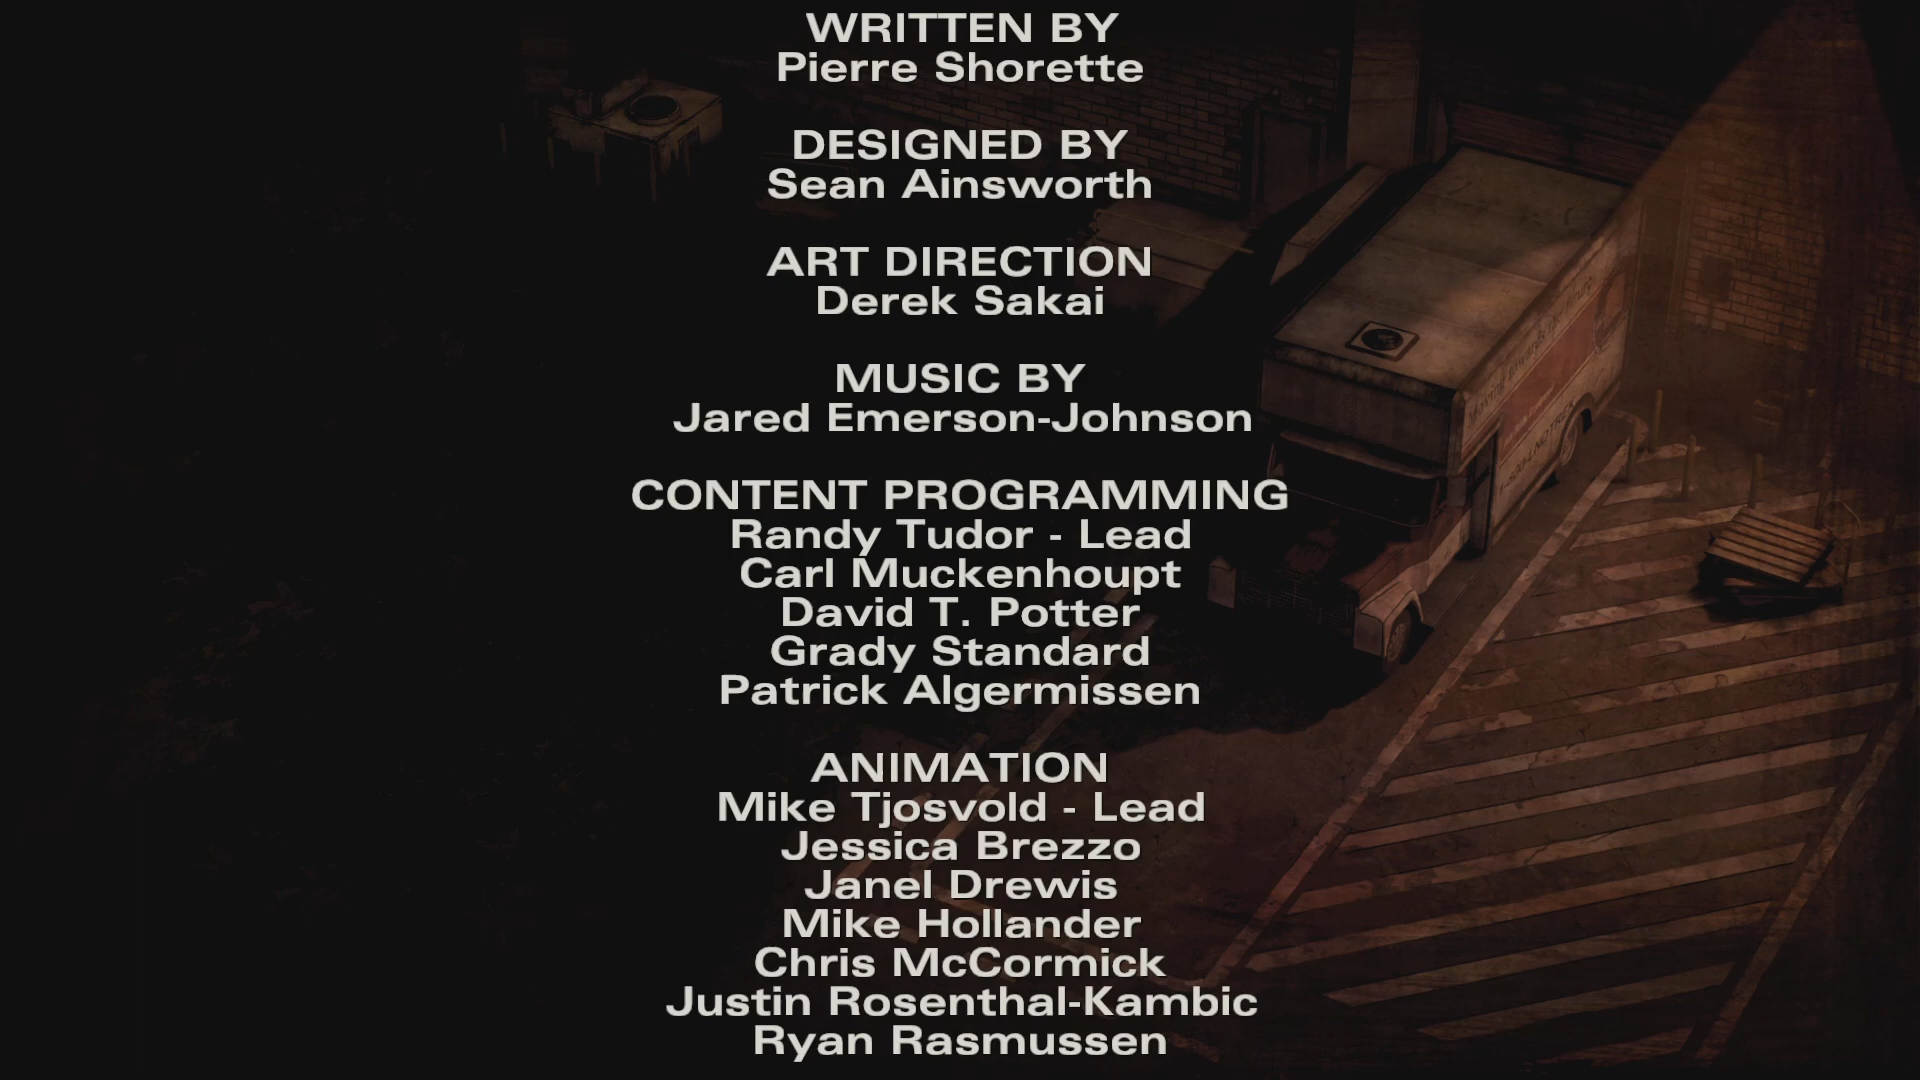 WRITTEN BY
Pierre Shorette
DESIGNED BY
Sean Ainsworth
ART DIRECTION
Derek Sakai
MUSIC BY
Jared Emerson-Johnson
CONTENT PROGRAMMING
Randy Tudor - Lead
Carl Muckenhoupt
David T. Potter
Grady Standard
Patrick Algermissen
ANIMATION
Mike Tjosvold - Lead
Jessica Brezzo
Janel Drewis
Mike Hollander
Chris McCormick
Justin Rosenthal-Kambic
Ryan Rasmussen